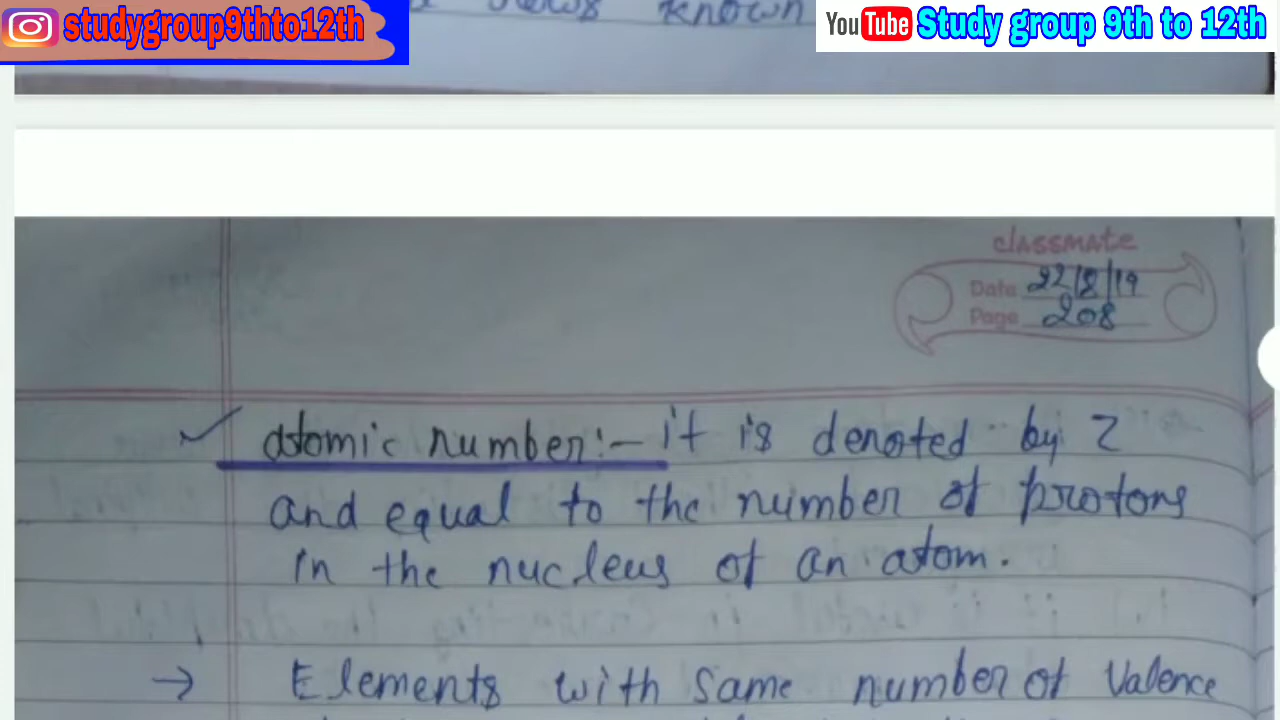 studygroup9thto12th
known
YouTube Study group 9th to 12th
classmate
Date 22/8/19
Page 208
atomic number:- it is denoted by Z
and equal to the number of protons
in the nucleus of an atom.
→ Elements with same number of valence